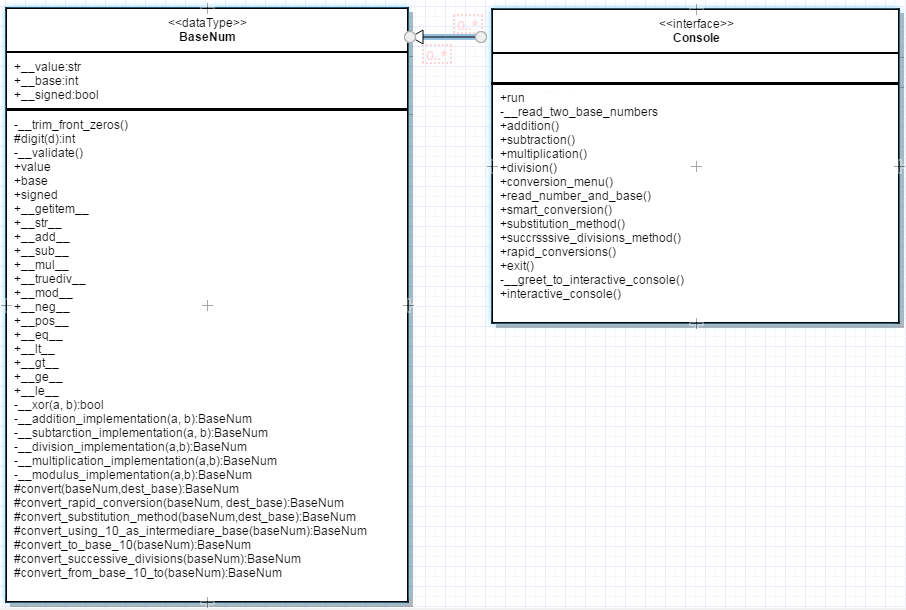 <<dataType>>
BaseNum
+__value:str
+__base:int
+__signed:bool
-__trim_front_zeros()
#digit(d):int
-__validate()
+value
+base
+signed
+__getitem__
+__str__
+__add__
+__sub__
+__mul__
+__truediv__
+__mod__
+__neg__
+__pos__
+__eq__
+__lt__
+__gt__
+__ge__
+__le__
-__xor(a, b):bool
-__addition_implementation(a, b):BaseNum
-__subtarction_implementation(a, b):BaseNum
-__division_implementation(a,b):BaseNum
-__multiplication_implementation(a,b):BaseNum
-__modulus_implementation(a,b):BaseNum
#convert(baseNum,dest_base):BaseNum
#convert_rapid_conversion(baseNum, dest_base):BaseNum
#convert_substitution_method(baseNum,dest_base):BaseNum
#convert_using_10_as_intermediare_base(baseNum):BaseNum
#convert_to_base_10(baseNum):BaseNum
#convert_successive_divisions(baseNum):BaseNum
#convert_from_base_10_to(baseNum):BaseNum
0..*
0..*
<<interface>>
Console
+run
-__read_two_base_numbers
+addition()
+subtraction()
+multiplication()
+division()
+conversion_menu()
+read_number_and_base()
+smart_conversion()
+substitution_method()
+succrsssive_divisions_method()
+rapid_conversions()
+exit()
-__greet_to_interactive_console()
+interactive_console()